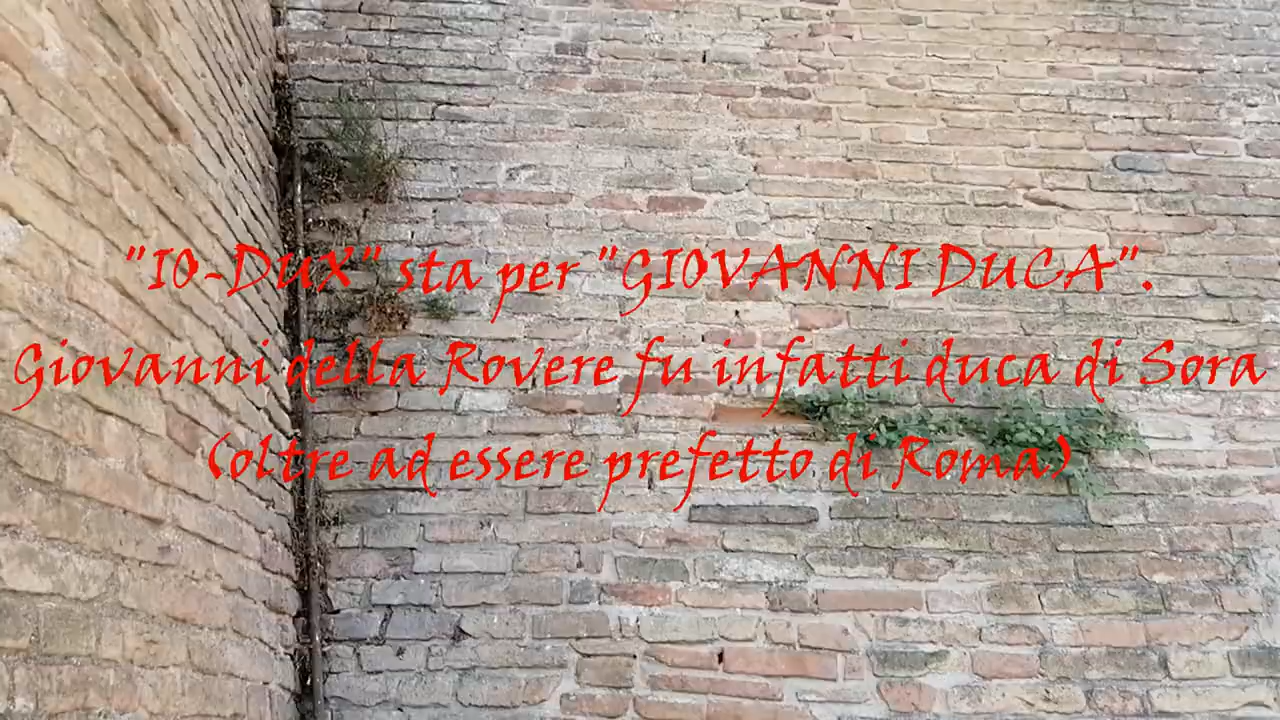 "IO-DUX" sta per "GIOVANNI DUCA".
Giovanni della Rovere fu infatti duca di Sora
(oltre ad essere prefetto di Roma)